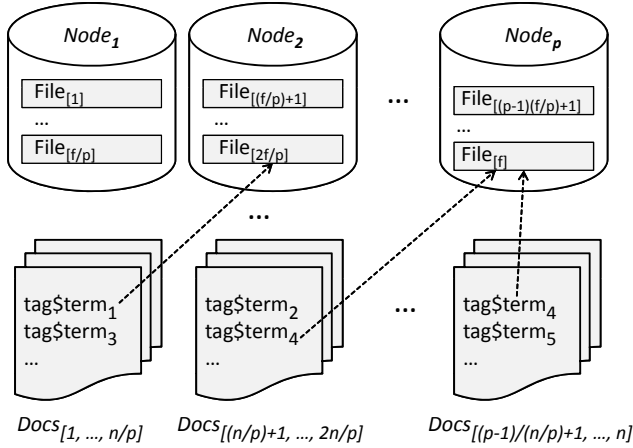 Node₁ Node₂ Nodeₚ
File[1] File[(f/p)+1] ... File[(p-1)(f/p)+1]
... ... ...
File[f/p] File[2f/p] File[f]
...
tag$term₁ tag$term₂ ... tag$term₄
tag$term₃ tag$term₄ tag$term₅
... ... ...
Docs[1, ..., n/p] Docs[(n/p)+1, ..., 2n/p] Docs[(p-1)/(n/p)+1, ..., n]